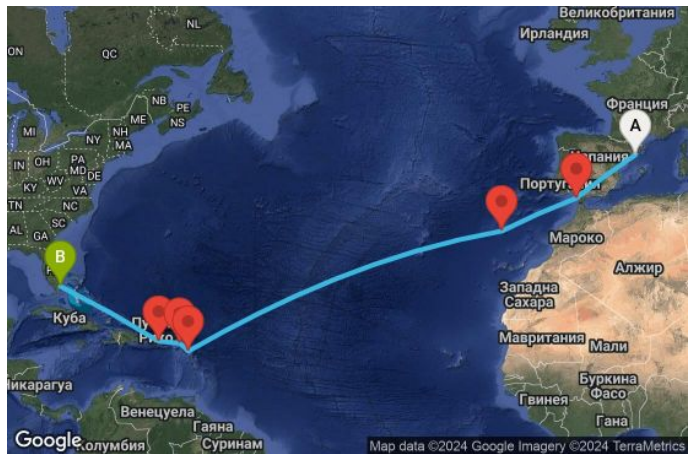 NL
Великобритания
Ирландия
ON
QC
NB
PE
NS
ME
Франция
MI
NH
NY
MA
A
IN
OH
PA
MD
DE
KY
WV
VA
TN
NC
Португалия
SC
AL
GA
Мароко
B
Алжир
Западна
Сахара
Куба
Мавритания
Мали
Никарагуа
Буркина
Фасо
Гвинея
Венецуела
Гана
Гаяна
Google
Колумбия
Суринам
Map data ©2024 Google Imagery ©2024 TerraMetrics